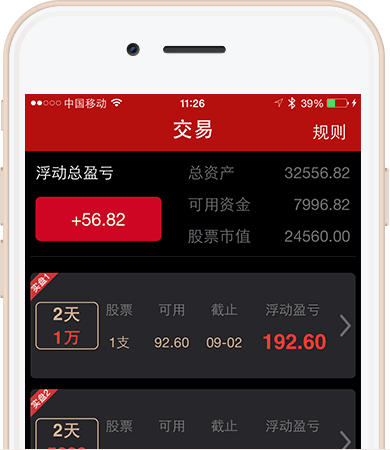 ●●○○○ 中国移动 11:26 39%
交易 规则
浮动总盈亏 总资产 32556.82
+56.82 可用资金 7996.82
股票市值 24560.00
实盘1
2天 股票 可用 截止 浮动盈亏
1万 1支 92.60 09-02 192.60
实盘2
2天 股票 可用 截止 浮动盈亏